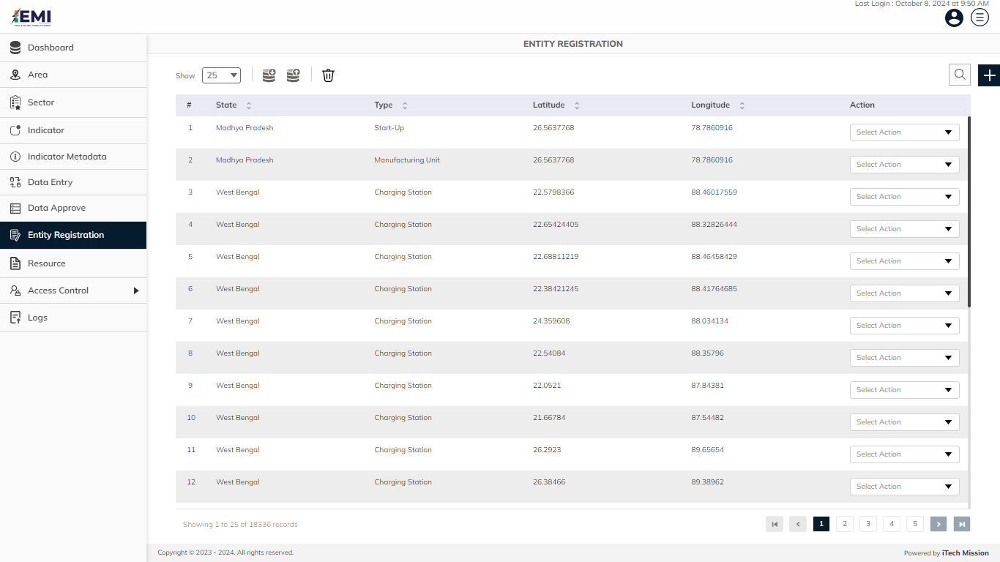 Last Login : October 8, 2024 at 9:50 AM
EMI
ENTITY REGISTRATION
Dashboard
Area
Sector
Indicator
Indicator Metadata
Data Entry
Data Approve
Entity Registration
Resource
Access Control
Logs
Show 25
# State Type Latitude Longitude Action
1 Madhya Pradesh Start-Up 26.5637768 78.7860916 Select Action
2 Madhya Pradesh Manufacturing Unit 26.5637768 78.7860916 Select Action
3 West Bengal Charging Station 22.5798366 88.46017559 Select Action
4 West Bengal Charging Station 22.65424405 88.32826444 Select Action
5 West Bengal Charging Station 22.68811219 88.46458429 Select Action
6 West Bengal Charging Station 22.38421245 88.41764685 Select Action
7 West Bengal Charging Station 24.359608 88.034134 Select Action
8 West Bengal Charging Station 22.54084 88.35796 Select Action
9 West Bengal Charging Station 22.0521 87.84381 Select Action
10 West Bengal Charging Station 21.66784 87.54482 Select Action
11 West Bengal Charging Station 26.2923 89.65654 Select Action
12 West Bengal Charging Station 26.38466 89.38962 Select Action
Showing 1 to 25 of 18336 records
1 2 3 4 5
Copyright © 2023 - 2024. All rights reserved.
Powered by iTech Mission